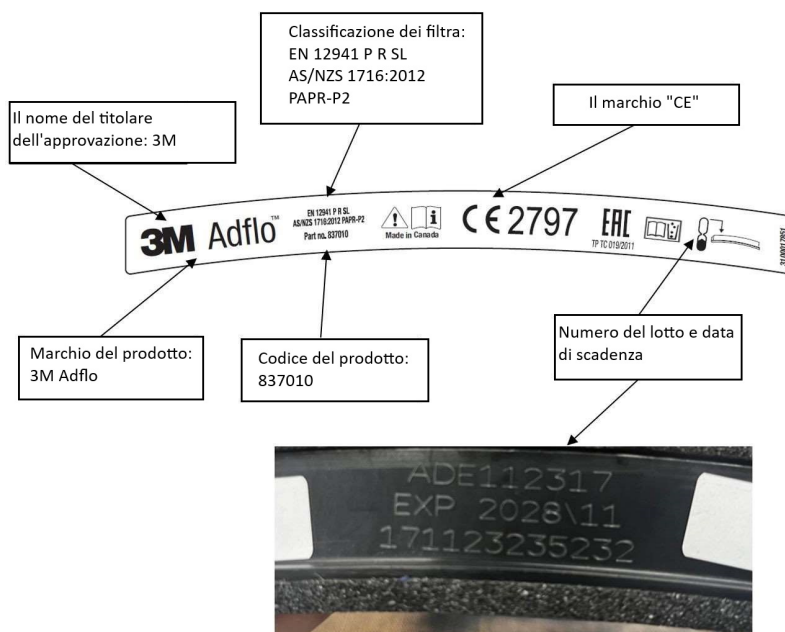 Classificazione dei filtra:
EN 12941 P R SL
AS/NZS 1716:2012
PAPR-P2
Il nome del titolare
dell'approvazione: 3M
Il marchio "CE"
3M Adflo™
EN 12941 P R SL
AS/NZS 1716:2012 PAPR-P2
Part no. 837010
Made in Canada
CE 2797
EAC
TP TC 019/2011
3100017851
Marchio del prodotto:
3M Adflo
Codice del prodotto:
837010
Numero del lotto e data
di scadenza
ADE112317
EXP 2028\11
171123235232